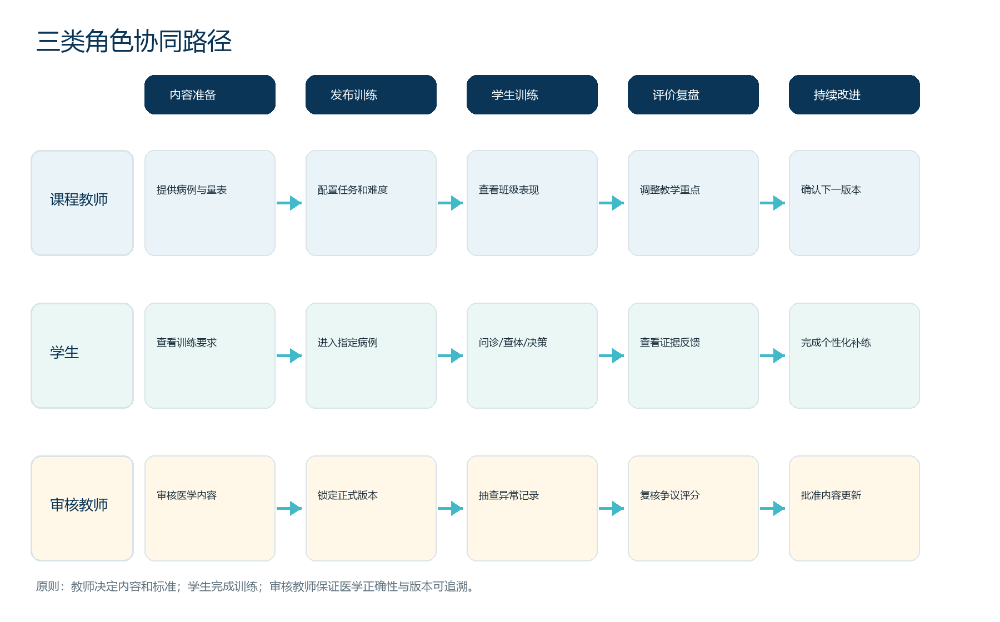 三类角色协同路径
内容准备
发布训练
学生训练
评价复盘
持续改进
课程教师
提供病例与量表
配置任务和难度
查看班级表现
调整教学重点
确认下一版本
学生
查看训练要求
进入指定病例
问诊/查体/决策
查看证据反馈
完成个性化补练
审核教师
审核医学内容
锁定正式版本
抽查异常记录
复核争议评分
批准内容更新
原则：教师决定内容和标准；学生完成训练；审核教师保证医学正确性与版本可追溯。